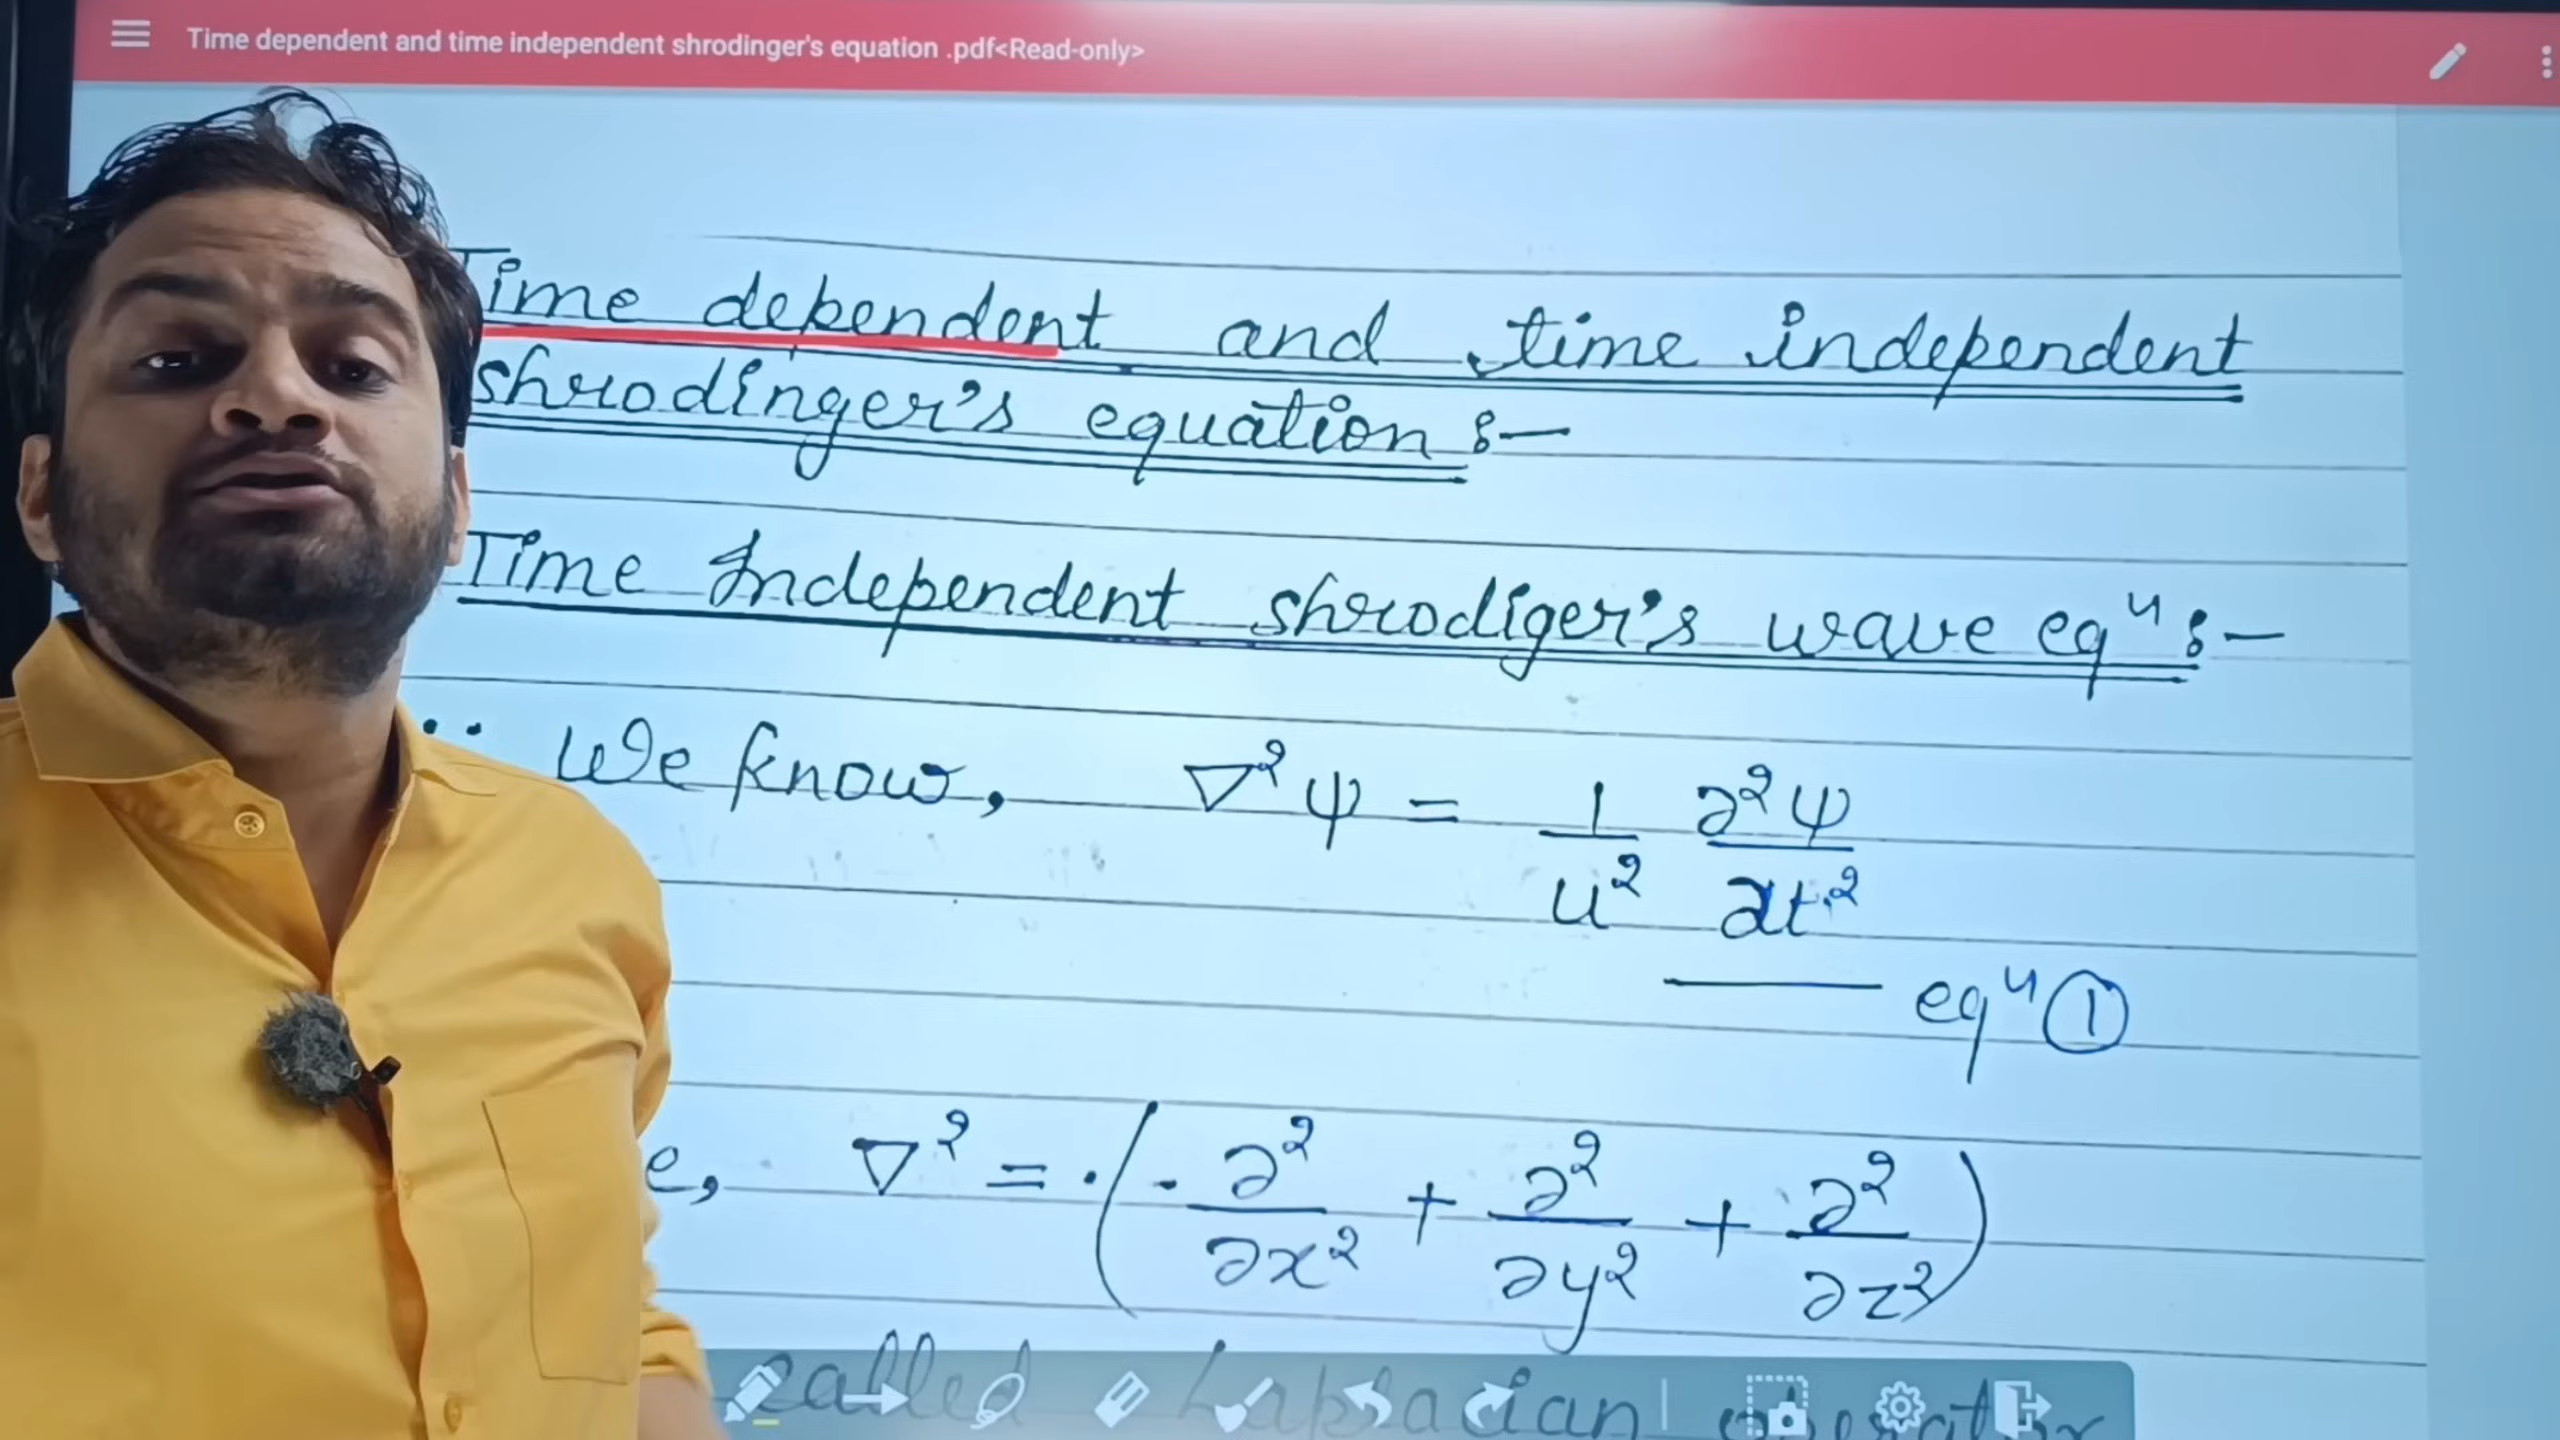 Time dependent and time independent shrodinger's equation .pdf<Read-only>
Time dependent and time independent
shrodinger's equation :-
Time Independent shrodiger's wave eqⁿ :-
∵ We know, ∇²ψ = 1/u² ∂²ψ/∂t²
— eqⁿ ①
e, ∇² = (∂²/∂x² + ∂²/∂y² + ∂²/∂z²)
called Laplacian operator